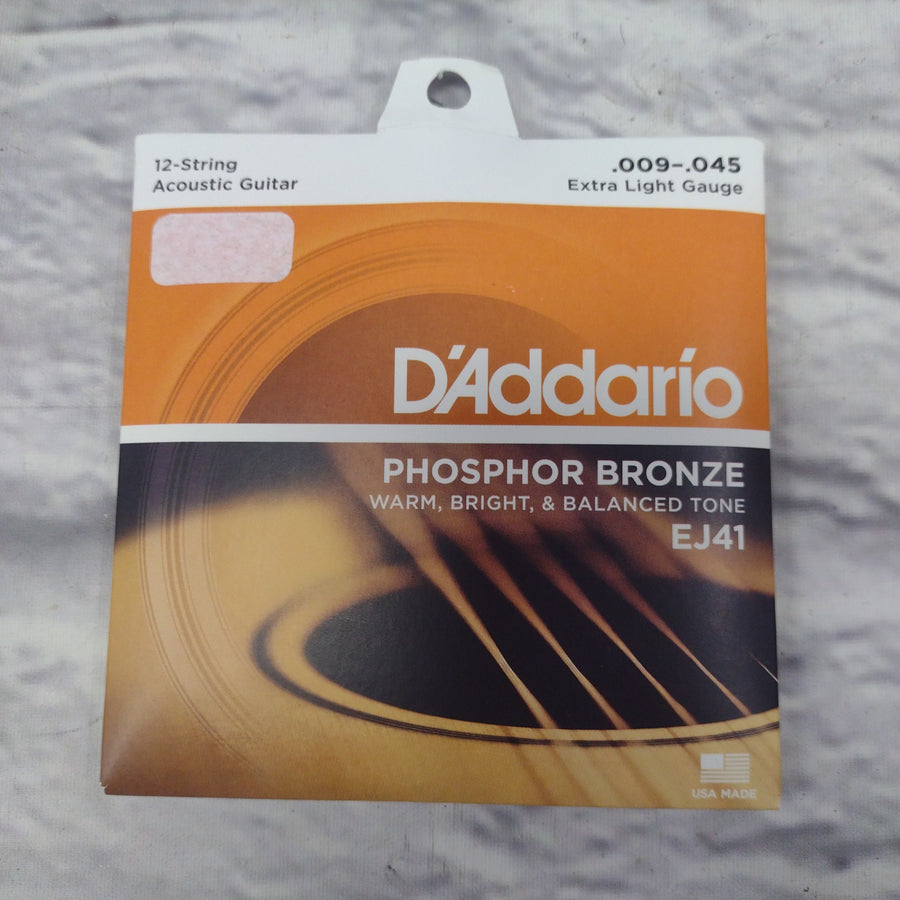 12-String
Acoustic Guitar
.009–.045
Extra Light Gauge
D'Addario
PHOSPHOR BRONZE
WARM, BRIGHT, & BALANCED TONE
EJ41
USA MADE